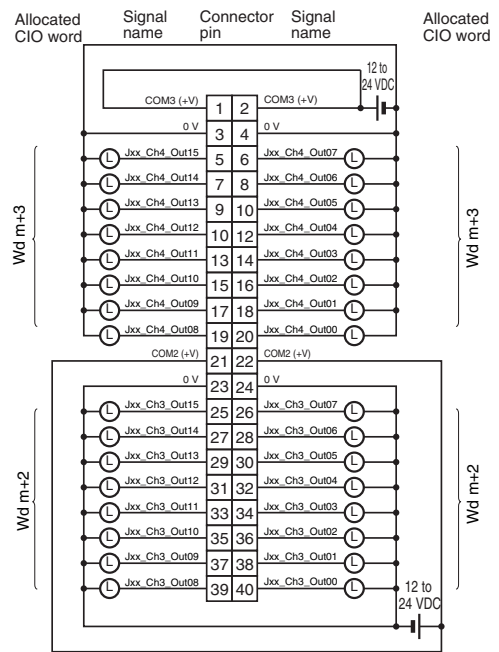 Allocated CIO word Signal name Connector pin Signal name Allocated CIO word
12 to 24 VDC
COM3 (+V) 1 2 COM3 (+V)
0 V 3 4 0 V
L Jxx_Ch4_Out15 5 6 Jxx_Ch4_Out07 L
L Jxx_Ch4_Out14 7 8 Jxx_Ch4_Out06 L
L Jxx_Ch4_Out13 9 10 Jxx_Ch4_Out05 L
L Jxx_Ch4_Out12 10 12 Jxx_Ch4_Out04 L
L Jxx_Ch4_Out11 13 14 Jxx_Ch4_Out03 L
L Jxx_Ch4_Out10 15 16 Jxx_Ch4_Out02 L
L Jxx_Ch4_Out09 17 18 Jxx_Ch4_Out01 L
L Jxx_Ch4_Out08 19 20 Jxx_Ch4_Out00 L
Wd m+3
Wd m+3
COM2 (+V) 21 22 COM2 (+V)
0 V 23 24 0 V
L Jxx_Ch3_Out15 25 26 Jxx_Ch3_Out07 L
L Jxx_Ch3_Out14 27 28 Jxx_Ch3_Out06 L
L Jxx_Ch3_Out13 29 30 Jxx_Ch3_Out05 L
L Jxx_Ch3_Out12 31 32 Jxx_Ch3_Out04 L
L Jxx_Ch3_Out11 33 34 Jxx_Ch3_Out03 L
L Jxx_Ch3_Out10 35 36 Jxx_Ch3_Out02 L
L Jxx_Ch3_Out09 37 38 Jxx_Ch3_Out01 L
L Jxx_Ch3_Out08 39 40 Jxx_Ch3_Out00 L
Wd m+2
Wd m+2
12 to
24 VDC